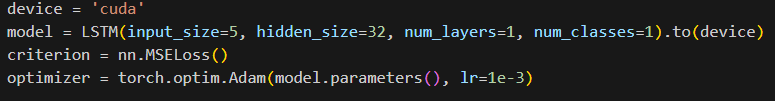 device = 'cuda'
model = LSTM(input_size=5, hidden_size=32, num_layers=1, num_classes=1).to(device)
criterion = nn.MSELoss()
optimizer = torch.optim.Adam(model.parameters(), lr=1e-3)